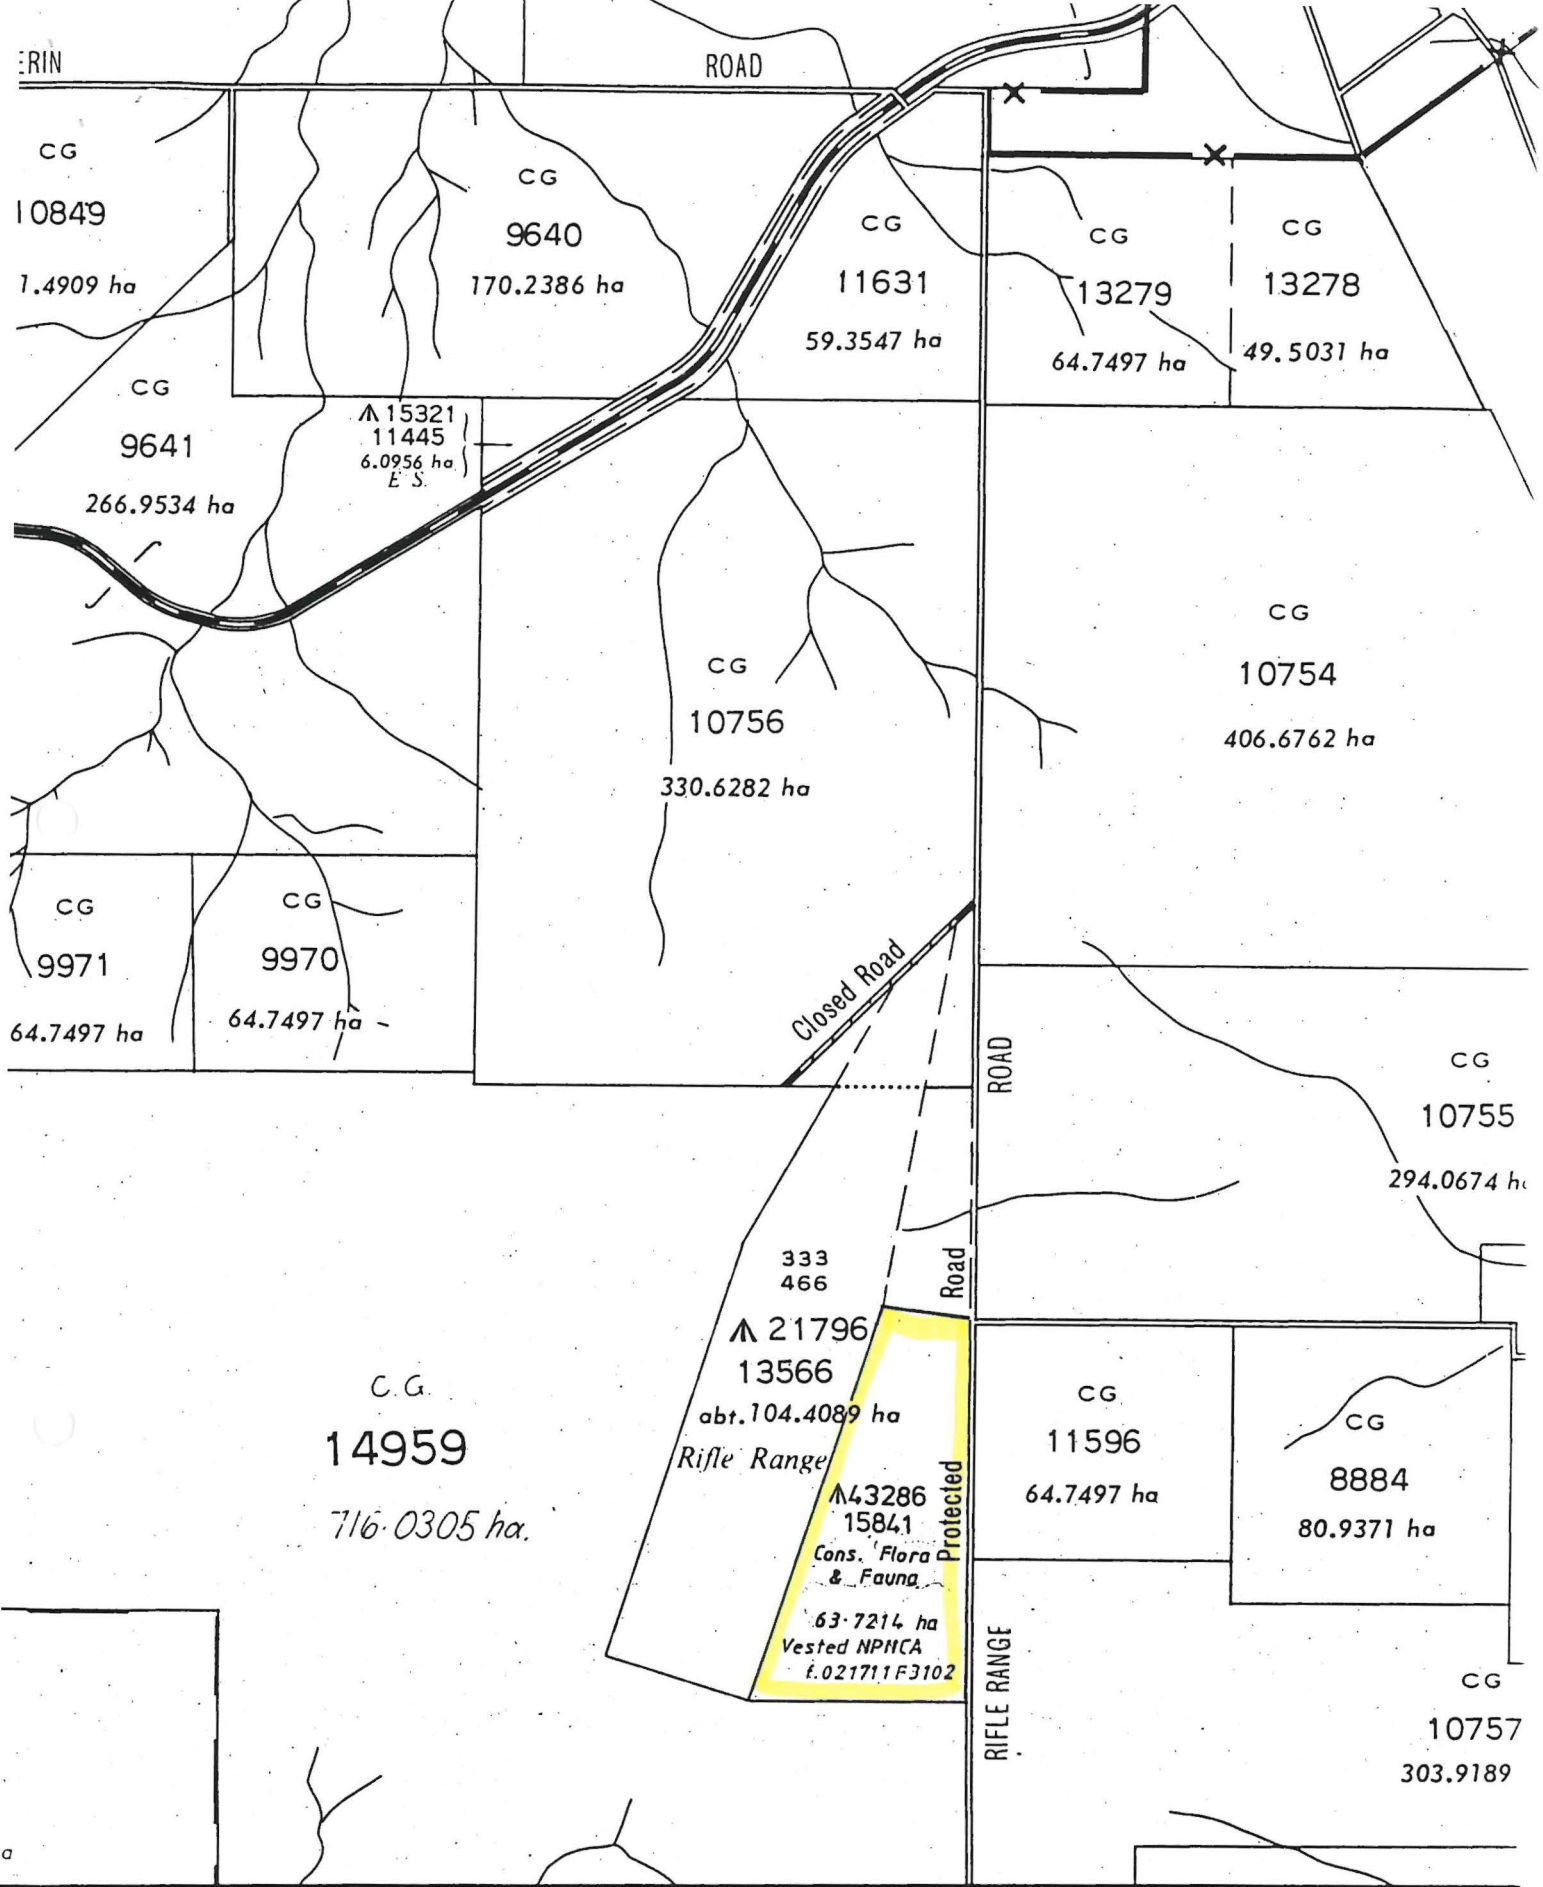 ERIN
ROAD
CG
10849
1.4909 ha
CG
9640
170.2386 ha
CG
11631
59.3547 ha
CG
13279
64.7497 ha
CG
13278
49.5031 ha
CG
9641
266.9534 ha
15321
11445
6.0956 ha
E S.
CG
10756
330.6282 ha
CG
10754
406.6762 ha
CG
9971
64.7497 ha
CG
9970
64.7497 ha
Closed Road
ROAD
CG
10755
294.0674 ha
Road
333
466
21796
13566
abt. 104.4089 ha
Rifle Range
C.G.
14959
716.0305 ha.
43286
15841
Cons. Flora
& Fauna
63.7214 ha
Vested NPNCA
f.021711F3102
Protected
CG
11596
64.7497 ha
CG
8884
80.9371 ha
RIFLE RANGE
CG
10757
303.9189
a